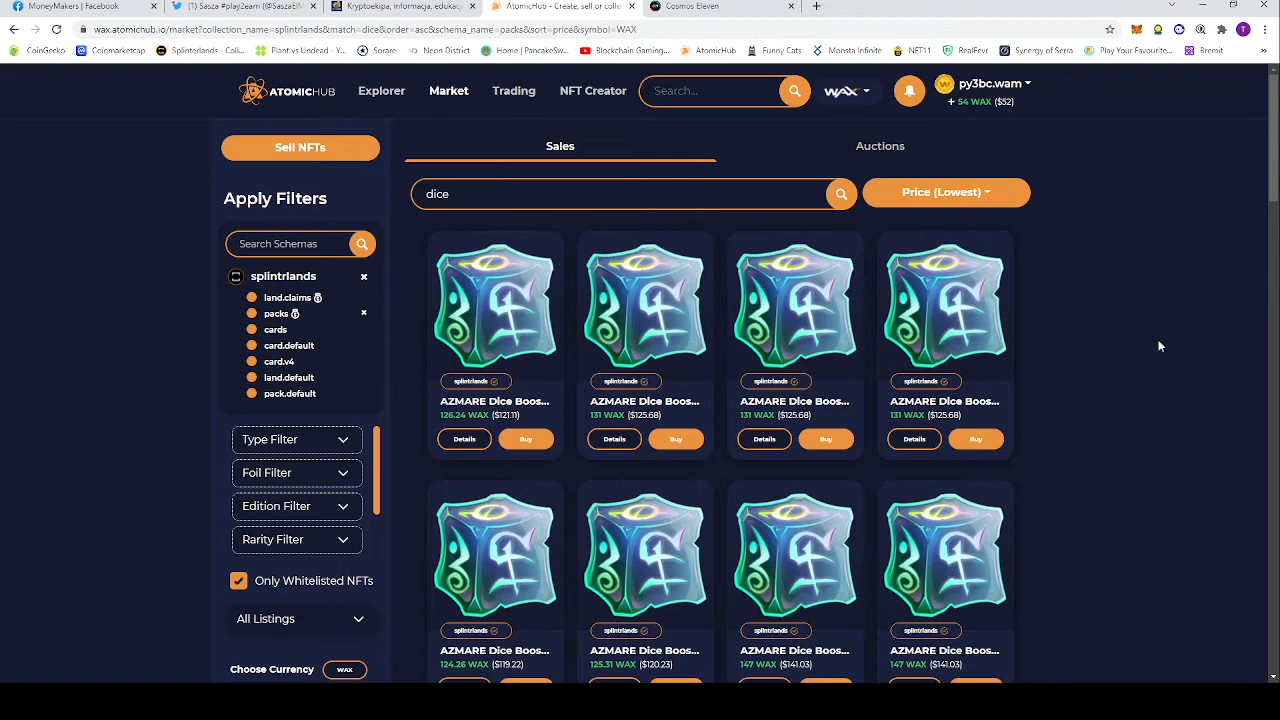 MoneyMakers | Facebook
(1) Sasza #play2earn (@SaszaElM
Kryptoekipa, informacja, edukac
AtomicHub - Create, sell or colle
Cosmos Eleven
wax.atomichub.io/market?collection_name=splintrlands&match=dice&order=asc&schema_name=packs&sort=price&symbol=WAX
CoinGecko
Coinmarketcap
Splinterlands - Coll...
Plant vs Undead - Y...
Sorare
Neon District
Home | PancakeSw...
Blockchain Gaming...
AtomicHub
Funny Cats
Monsta Infinite
NFT11
RealFevr
Synergy of Serra
Play Your Favourite...
Bremit
ATOMICHUB
Explorer
Market
Trading
NFT Creator
Search...
WAX
py3bc.wam
+ 54 WAX ($52)
Sell NFTs
Sales
Auctions
Apply Filters
dice
Price (Lowest)
Search Schemas
splintrlands
land.claims
packs
cards
card.default
card.v4
land.default
pack.default
splintrlands
splintrlands
splintrlands
splintrlands
AZMARE Dice Boos...
AZMARE Dice Boos...
AZMARE Dice Boos...
AZMARE Dice Boos...
126.24 WAX ($121.11)
131 WAX ($125.68)
131 WAX ($125.68)
131 WAX ($125.68)
Details
Buy
Details
Buy
Details
Buy
Details
Buy
Type Filter
Foil Filter
Edition Filter
Rarity Filter
Only Whitelisted NFTs
All Listings
Choose Currency
WAX
splintrlands
splintrlands
splintrlands
splintrlands
AZMARE Dice Boos...
AZMARE Dice Boos...
AZMARE Dice Boos...
AZMARE Dice Boos...
124.26 WAX ($119.22)
125.31 WAX ($120.23)
147 WAX ($141.03)
147 WAX ($141.03)